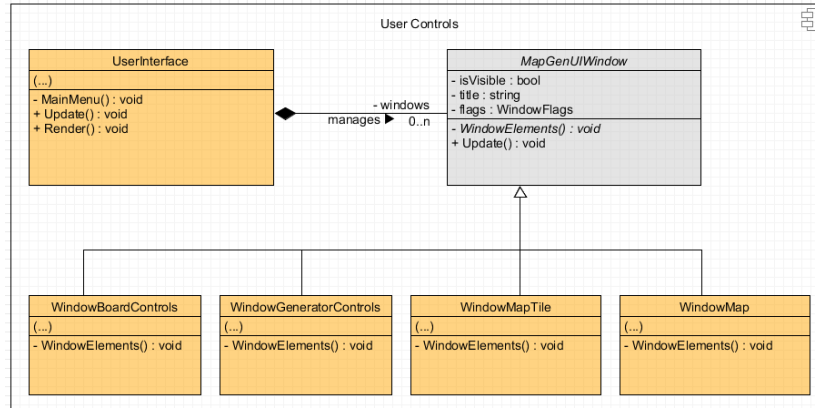 User Controls
UserInterface
(...)
- MainMenu() : void
+ Update() : void
+ Render() : void
- windows
manages
0..n
MapGenUIWindow
- isVisible : bool
- title : string
- flags : WindowFlags
- WindowElements() : void
+ Update() : void
WindowBoardControls
(...)
- WindowElements() : void
WindowGeneratorControls
(...)
- WindowElements() : void
WindowMapTile
(...)
- WindowElements() : void
WindowMap
(...)
- WindowElements() : void